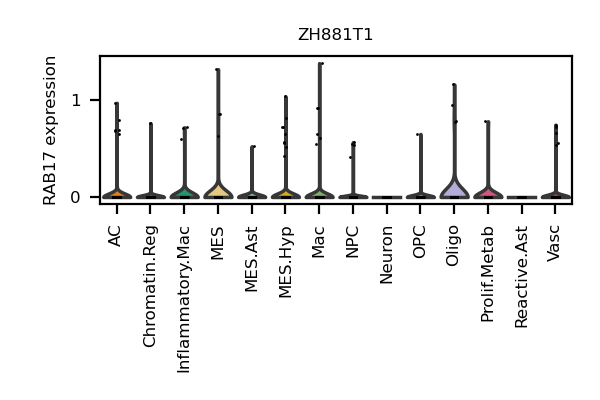 ZH881T1
RAB17 expression
1
0
AC
Chromatin.Reg
Inflammatory.Mac
MES
MES.Ast
MES.Hyp
Mac
NPC
Neuron
OPC
Oligo
Prolif.Metab
Reactive.Ast
Vasc